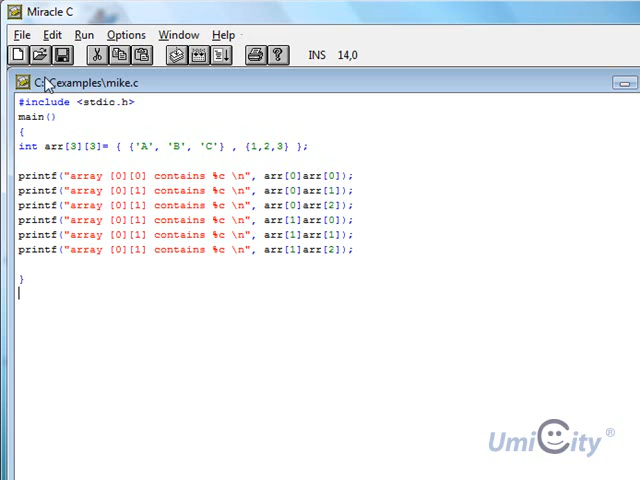 Miracle C
File Edit Run Options Window Help
INS 14,0
C:\Cexamples\mike.c
#include <stdio.h>
main()
{
int arr[3][3]= { {'A', 'B', 'C'} , {1,2,3} };
printf("array [0][0] contains %c \n", arr[0]arr[0]);
printf("array [0][1] contains %c \n", arr[0]arr[1]);
printf("array [0][1] contains %c \n", arr[0]arr[2]);
printf("array [0][1] contains %c \n", arr[1]arr[0]);
printf("array [0][1] contains %c \n", arr[1]arr[1]);
printf("array [0][1] contains %c \n", arr[1]arr[2]);
}
UmiCity ®